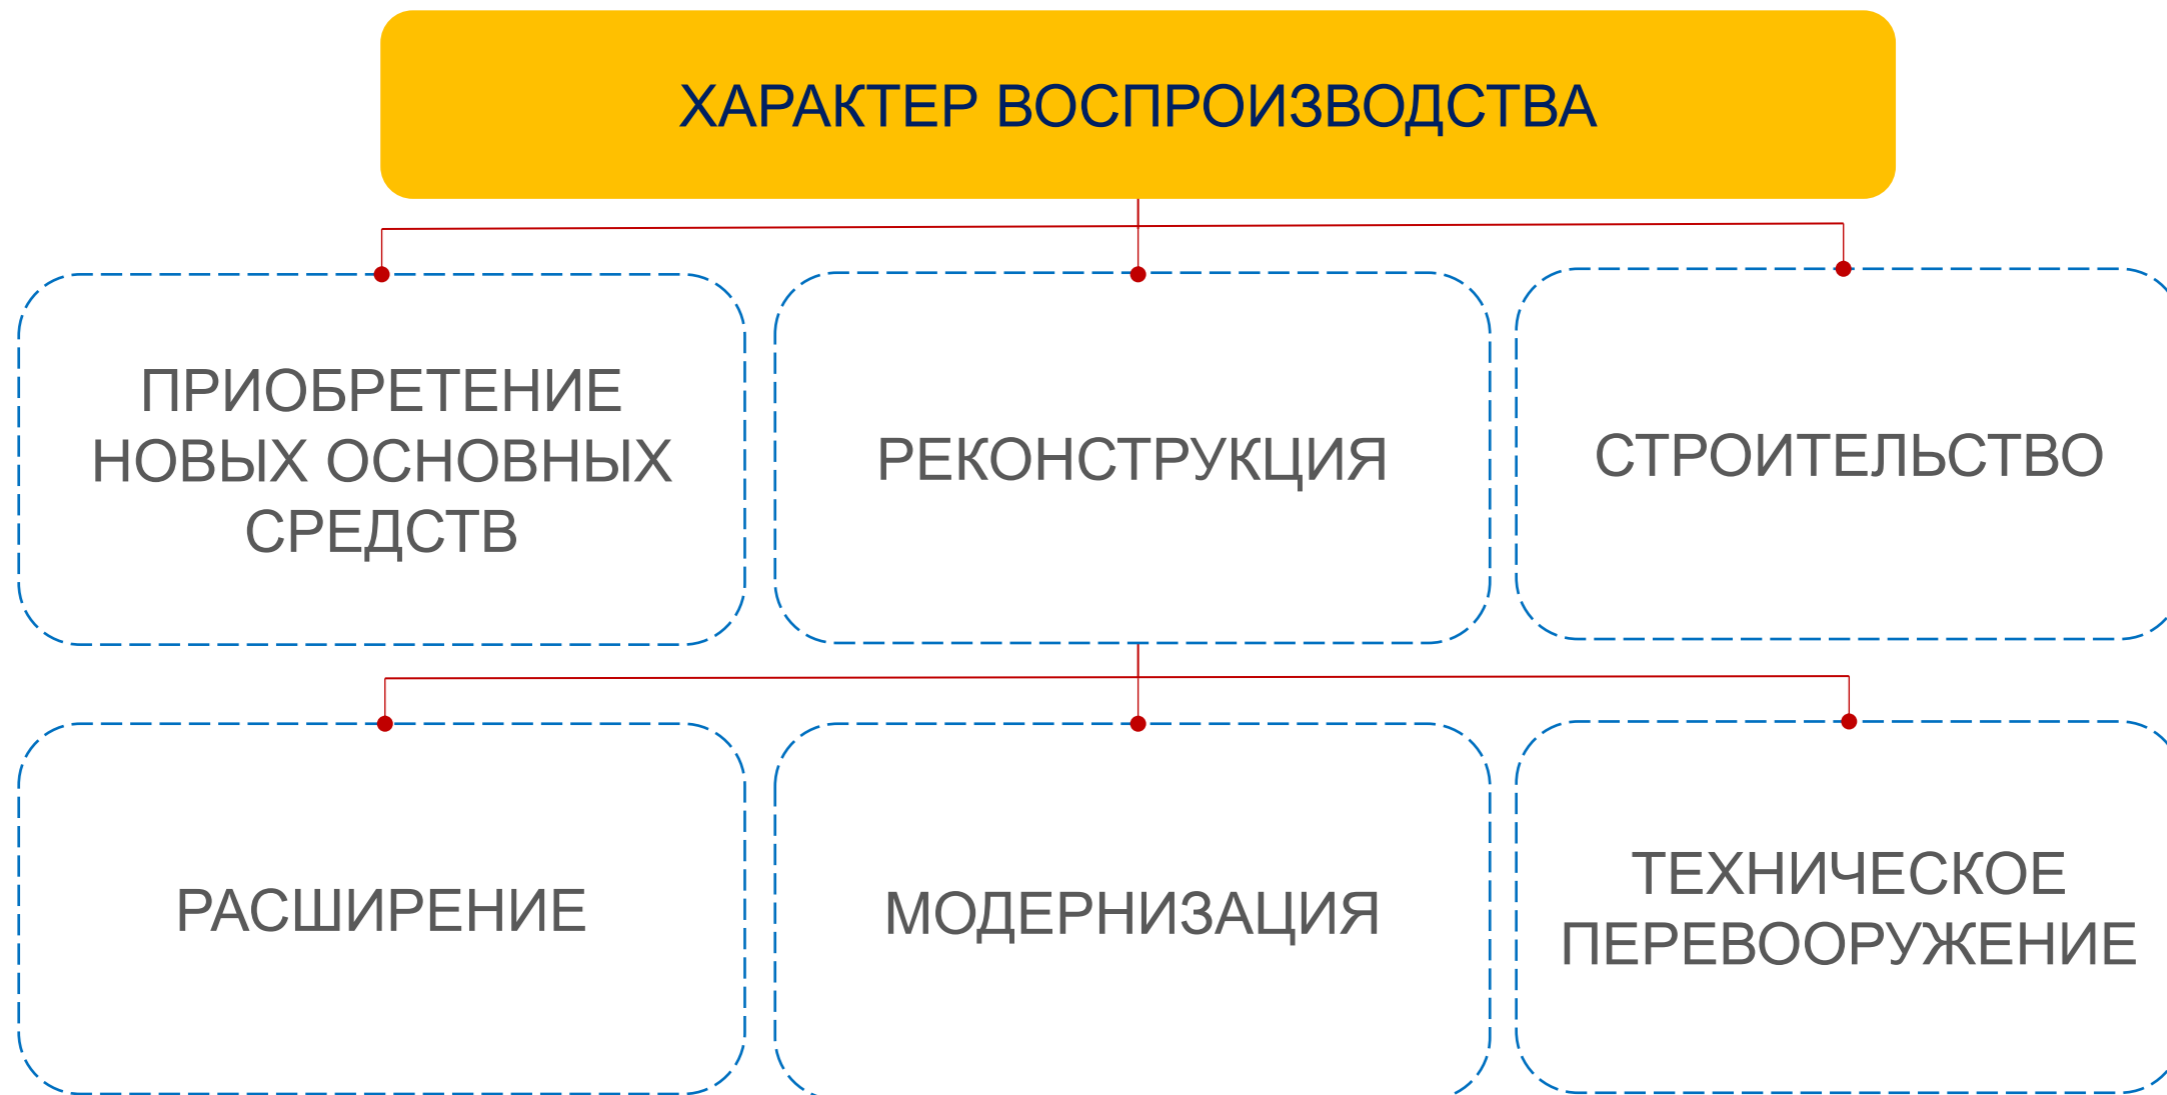 ХАРАКТЕР ВОСПРОИЗВОДСТВА
ПРИОБРЕТЕНИЕ
НОВЫХ ОСНОВНЫХ
СРЕДСТВ
РЕКОНСТРУКЦИЯ
СТРОИТЕЛЬСТВО
РАСШИРЕНИЕ
МОДЕРНИЗАЦИЯ
ТЕХНИЧЕСКОЕ
ПЕРЕВООРУЖЕНИЕ